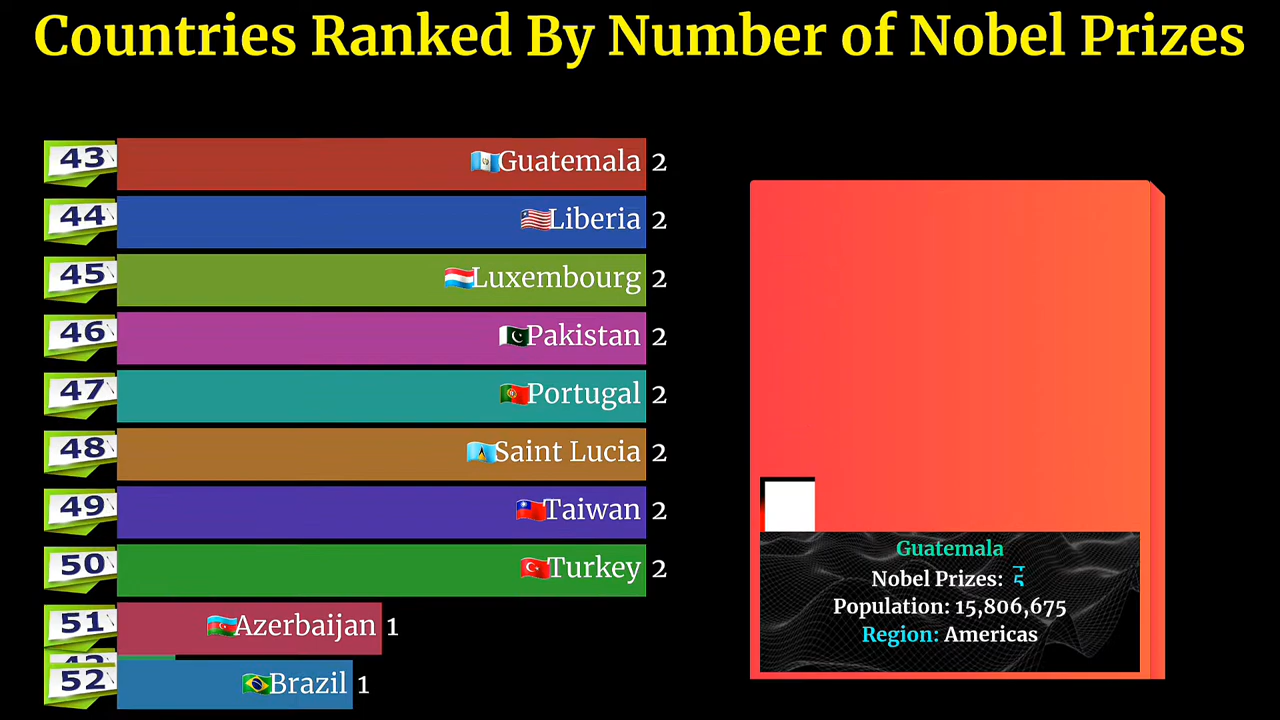 Countries Ranked By Number of Nobel Prizes
43 Guatemala 2
44 Liberia 2
45 Luxembourg 2
46 Pakistan 2
47 Portugal 2
48 Saint Lucia 2
49 Taiwan 2
50 Turkey 2
51 Azerbaijan 1
52 Brazil 1
Guatemala
Nobel Prizes:
Population: 15,806,675
Region: Americas